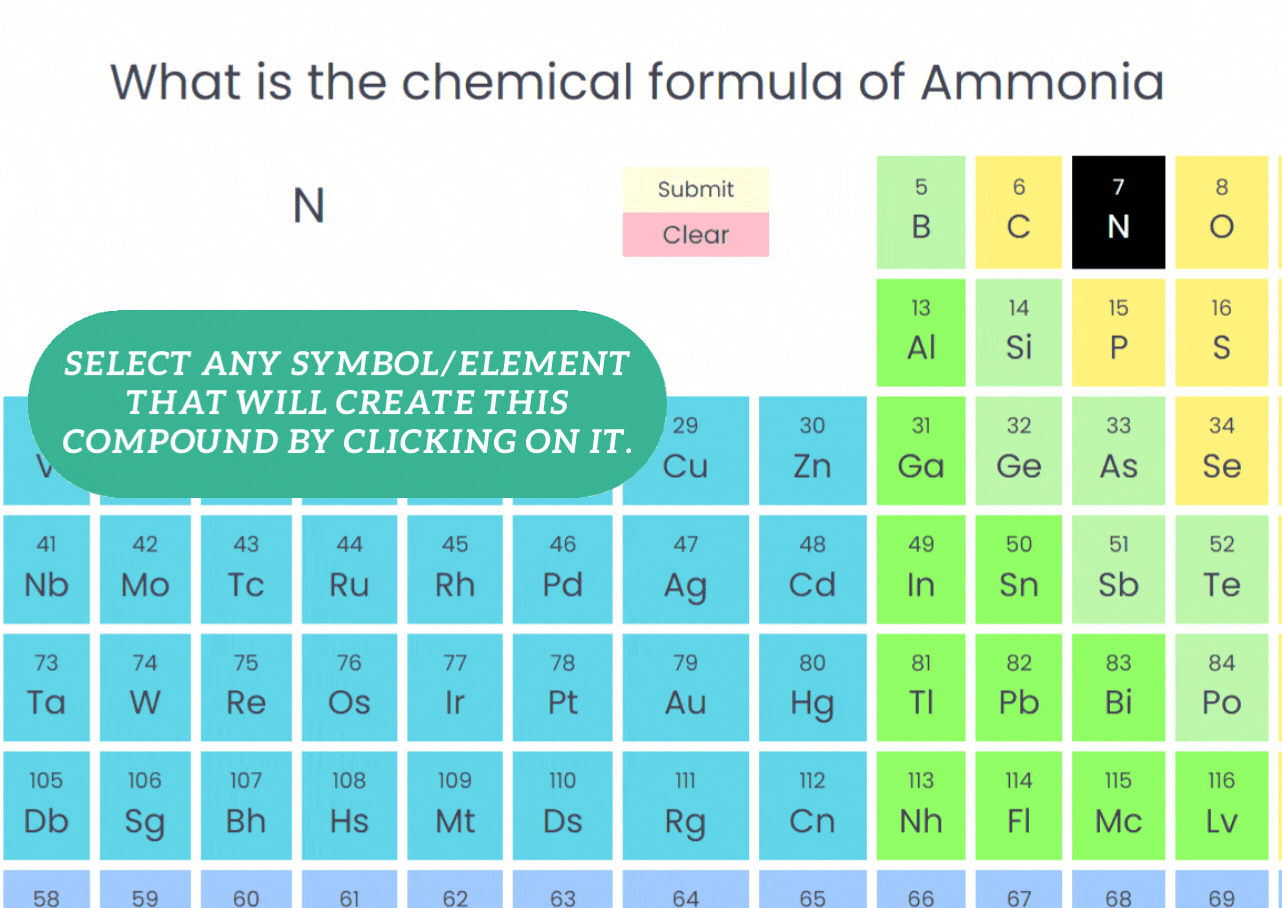 What is the chemical formula of Ammonia
N
Submit
Clear
5 6 7 8
B C N O
13 14 15 16
Al Si P S
SELECT ANY SYMBOL/ELEMENT
THAT WILL CREATE THIS
COMPOUND BY CLICKING ON IT.
29 30 31 32 33 34
Cu Zn Ga Ge As Se
41 42 43 44 45 46 47 48 49 50 51 52
Nb Mo Tc Ru Rh Pd Ag Cd In Sn Sb Te
73 74 75 76 77 78 79 80 81 82 83 84
Ta W Re Os Ir Pt Au Hg Tl Pb Bi Po
105 106 107 108 109 110 111 112 113 114 115 116
Db Sg Bh Hs Mt Ds Rg Cn Nh Fl Mc Lv
58 59 60 61 62 63 64 65 66 67 68 69